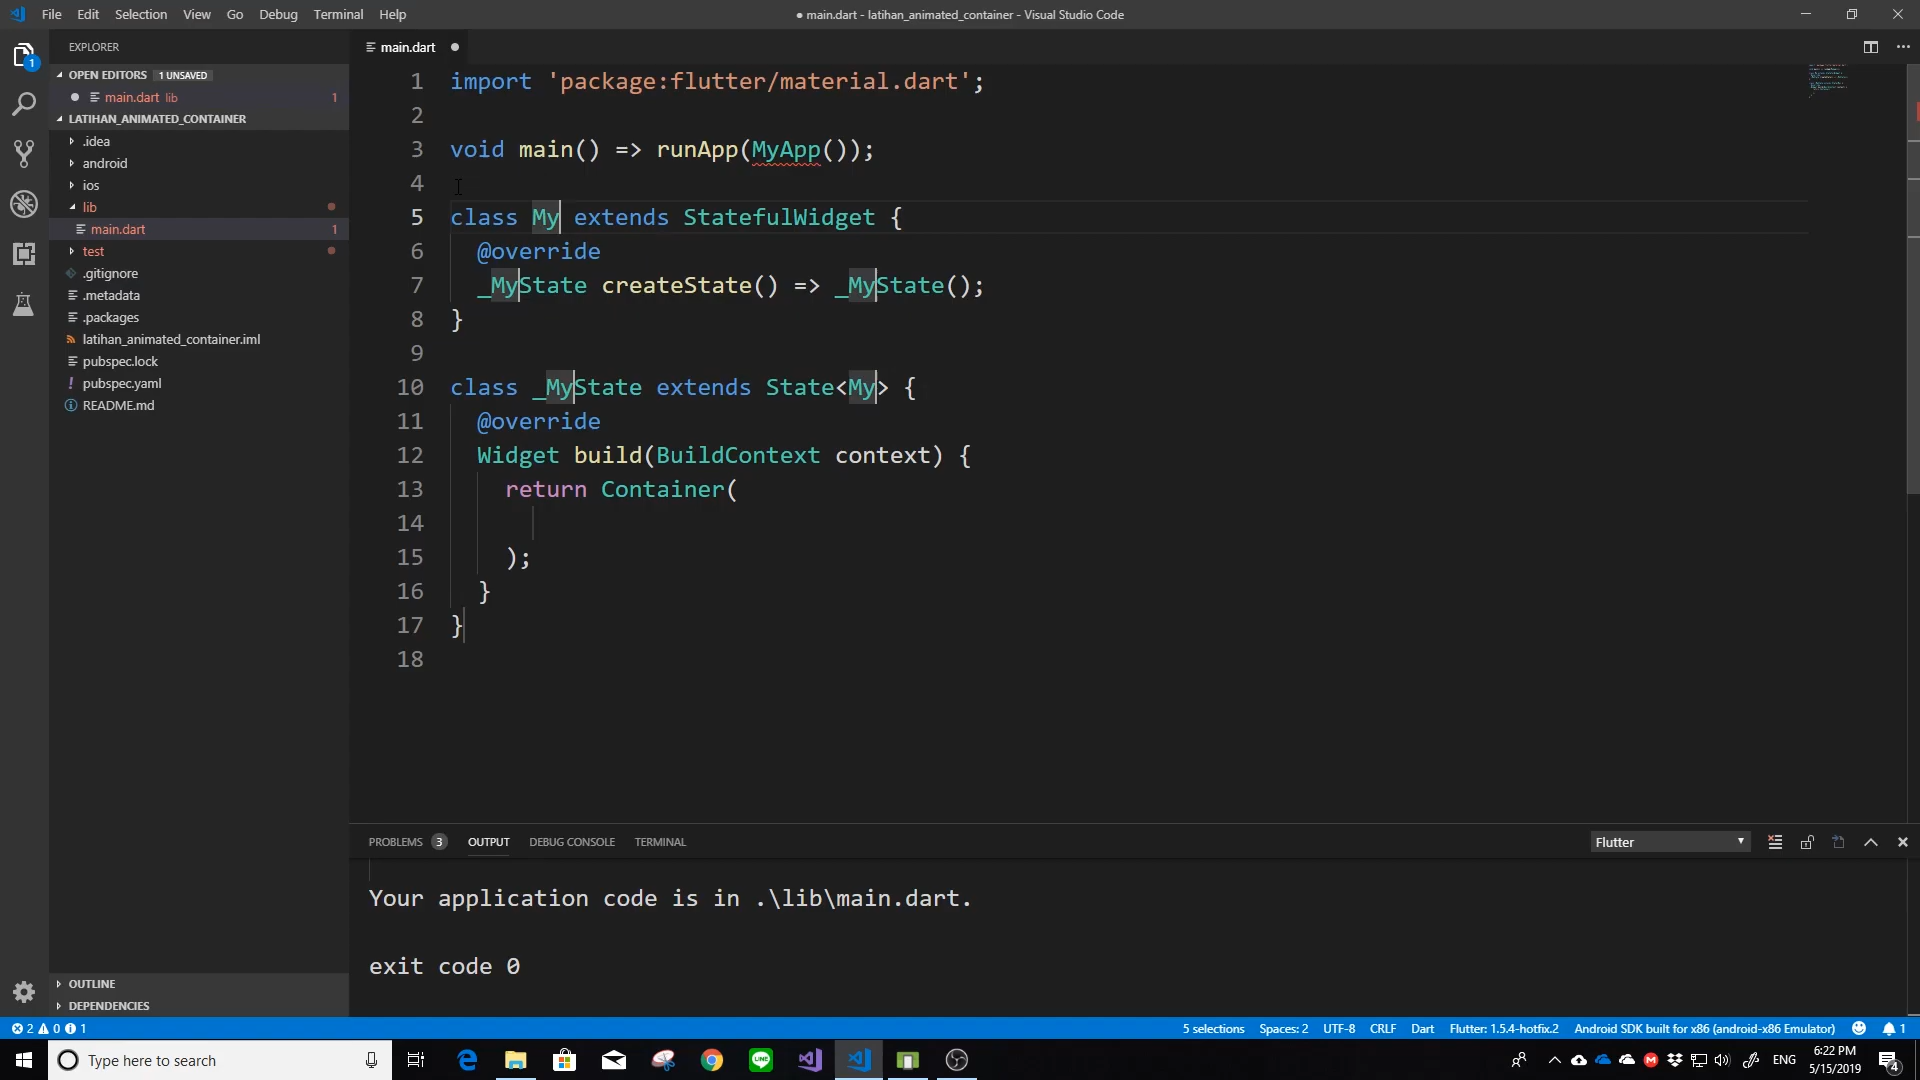 File Edit Selection View Go Debug Terminal Help
● main.dart - latihan_animated_container - Visual Studio Code
EXPLORER
OPEN EDITORS 1 UNSAVED
main.dart lib 1
LATIHAN_ANIMATED_CONTAINER
.idea
android
ios
lib
main.dart 1
test
.gitignore
.metadata
.packages
latihan_animated_container.iml
pubspec.lock
! pubspec.yaml
README.md
OUTLINE
DEPENDENCIES
1
main.dart
1 import 'package:flutter/material.dart';
2
3 void main() => runApp(MyApp());
4
5 class My extends StatefulWidget {
6 @override
7 _MyState createState() => _MyState();
8 }
9
10 class _MyState extends State<My> {
11 @override
12 Widget build(BuildContext context) {
13 return Container(
14
15 );
16 }
17 }
18
PROBLEMS 3 OUTPUT DEBUG CONSOLE TERMINAL
Flutter
Your application code is in .\lib\main.dart.
exit code 0
2 0 1
5 selections Spaces: 2 UTF-8 CRLF Dart Flutter: 1.5.4-hotfix.2 Android SDK built for x86 (android-x86 Emulator) 1
Type here to search
LINE
M
ENG
6:22 PM
5/15/2019
4